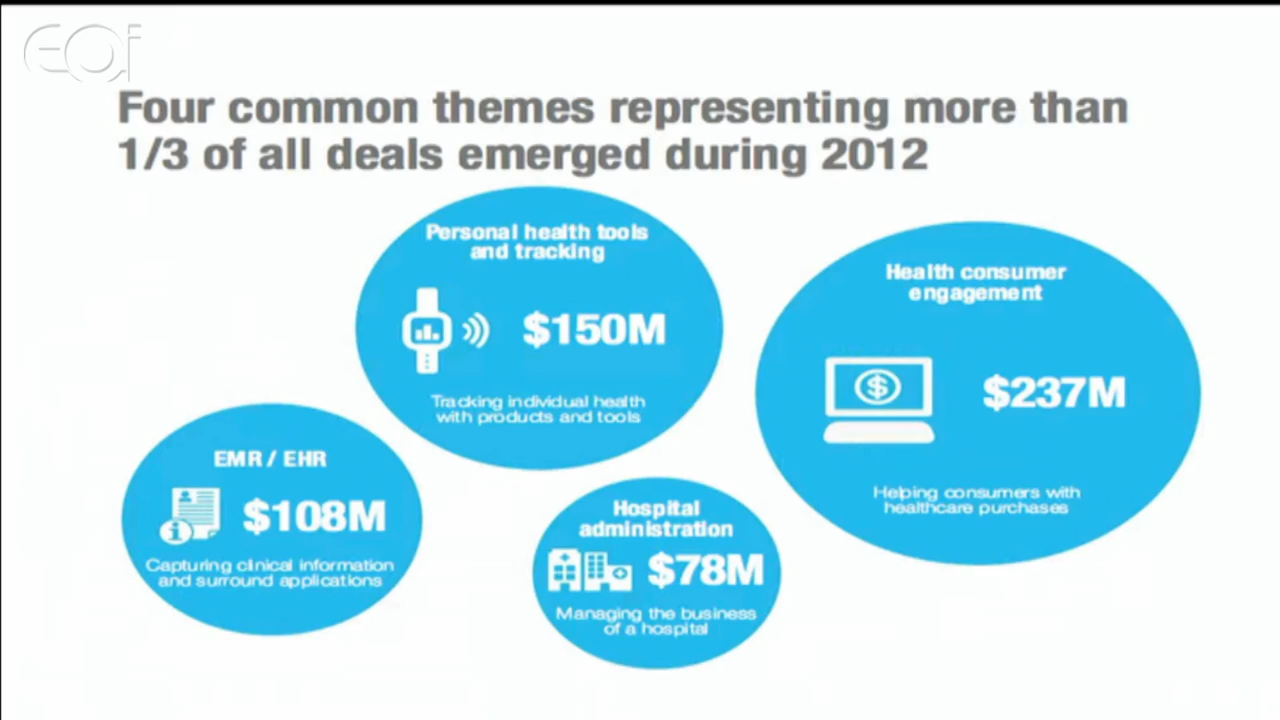 EAI
Four common themes representing more than
1/3 of all deals emerged during 2012
Personal health tools
and tracking
$150M
Tracking individual health
with products and tools
Health consumer
engagement
$237M
Helping consumers with
healthcare purchases
EMR / EHR
$108M
Capturing clinical information
and surround applications
Hospital
administration
$78M
Managing the business
of a hospital